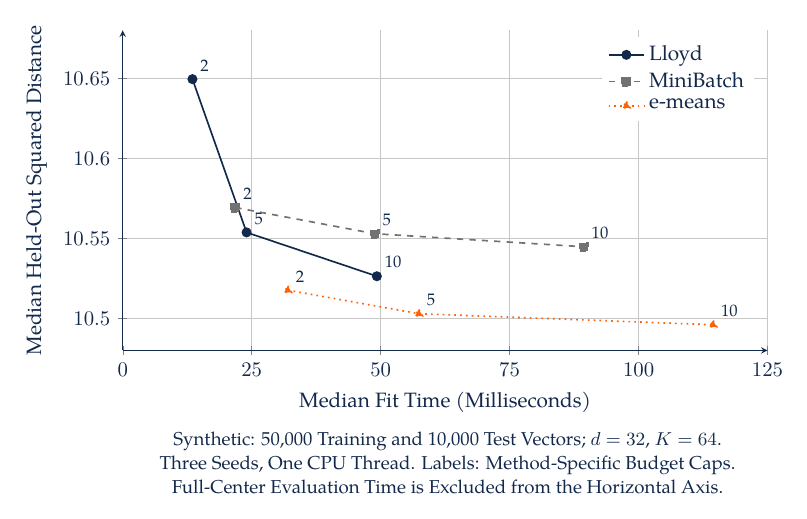 Median Held-Out Squared Distance
10.65
10.6
10.55
10.5
2
5
10
2
5
10
2
5
10
Lloyd
MiniBatch
e-means
0 25 50 75 100 125
Median Fit Time (Milliseconds)
Synthetic: 50,000 Training and 10,000 Test Vectors; d = 32, K = 64.
Three Seeds, One CPU Thread. Labels: Method-Specific Budget Caps.
Full-Center Evaluation Time is Excluded from the Horizontal Axis.